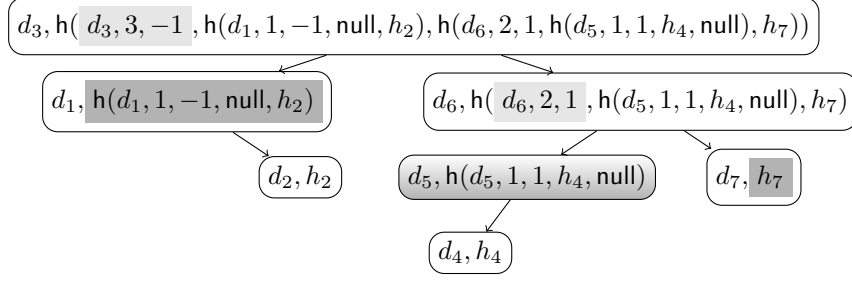 d₃, h( d₃, 3, −1 , h(d₁, 1, −1, null, h₂), h(d₆, 2, 1, h(d₅, 1, 1, h₄, null), h₇))
d₁, h(d₁, 1, −1, null, h₂)
d₆, h( d₆, 2, 1 , h(d₅, 1, 1, h₄, null), h₇)
d₂, h₂
d₅, h(d₅, 1, 1, h₄, null)
d₇, h₇
d₄, h₄